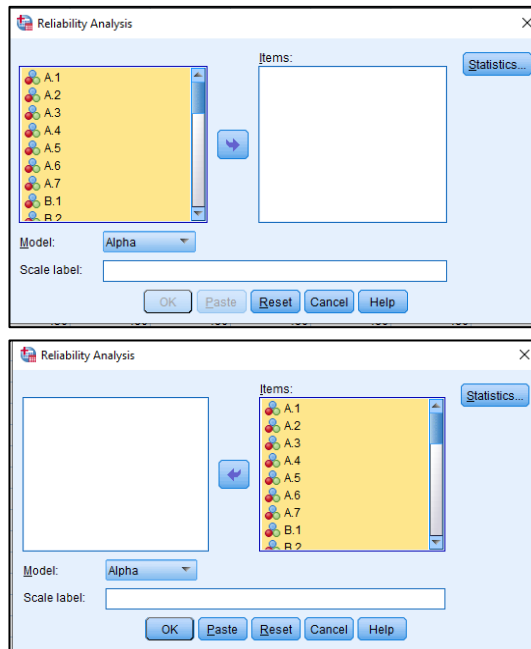 Reliability Analysis
Items:
Statistics...
A.1
A.2
A.3
A.4
A.5
A.6
A.7
B.1
B.2
Model:
Alpha
Scale label:
OK Paste Reset Cancel Help
Reliability Analysis
Items:
Statistics...
A.1
A.2
A.3
A.4
A.5
A.6
A.7
B.1
B.2
Model:
Alpha
Scale label:
OK Paste Reset Cancel Help